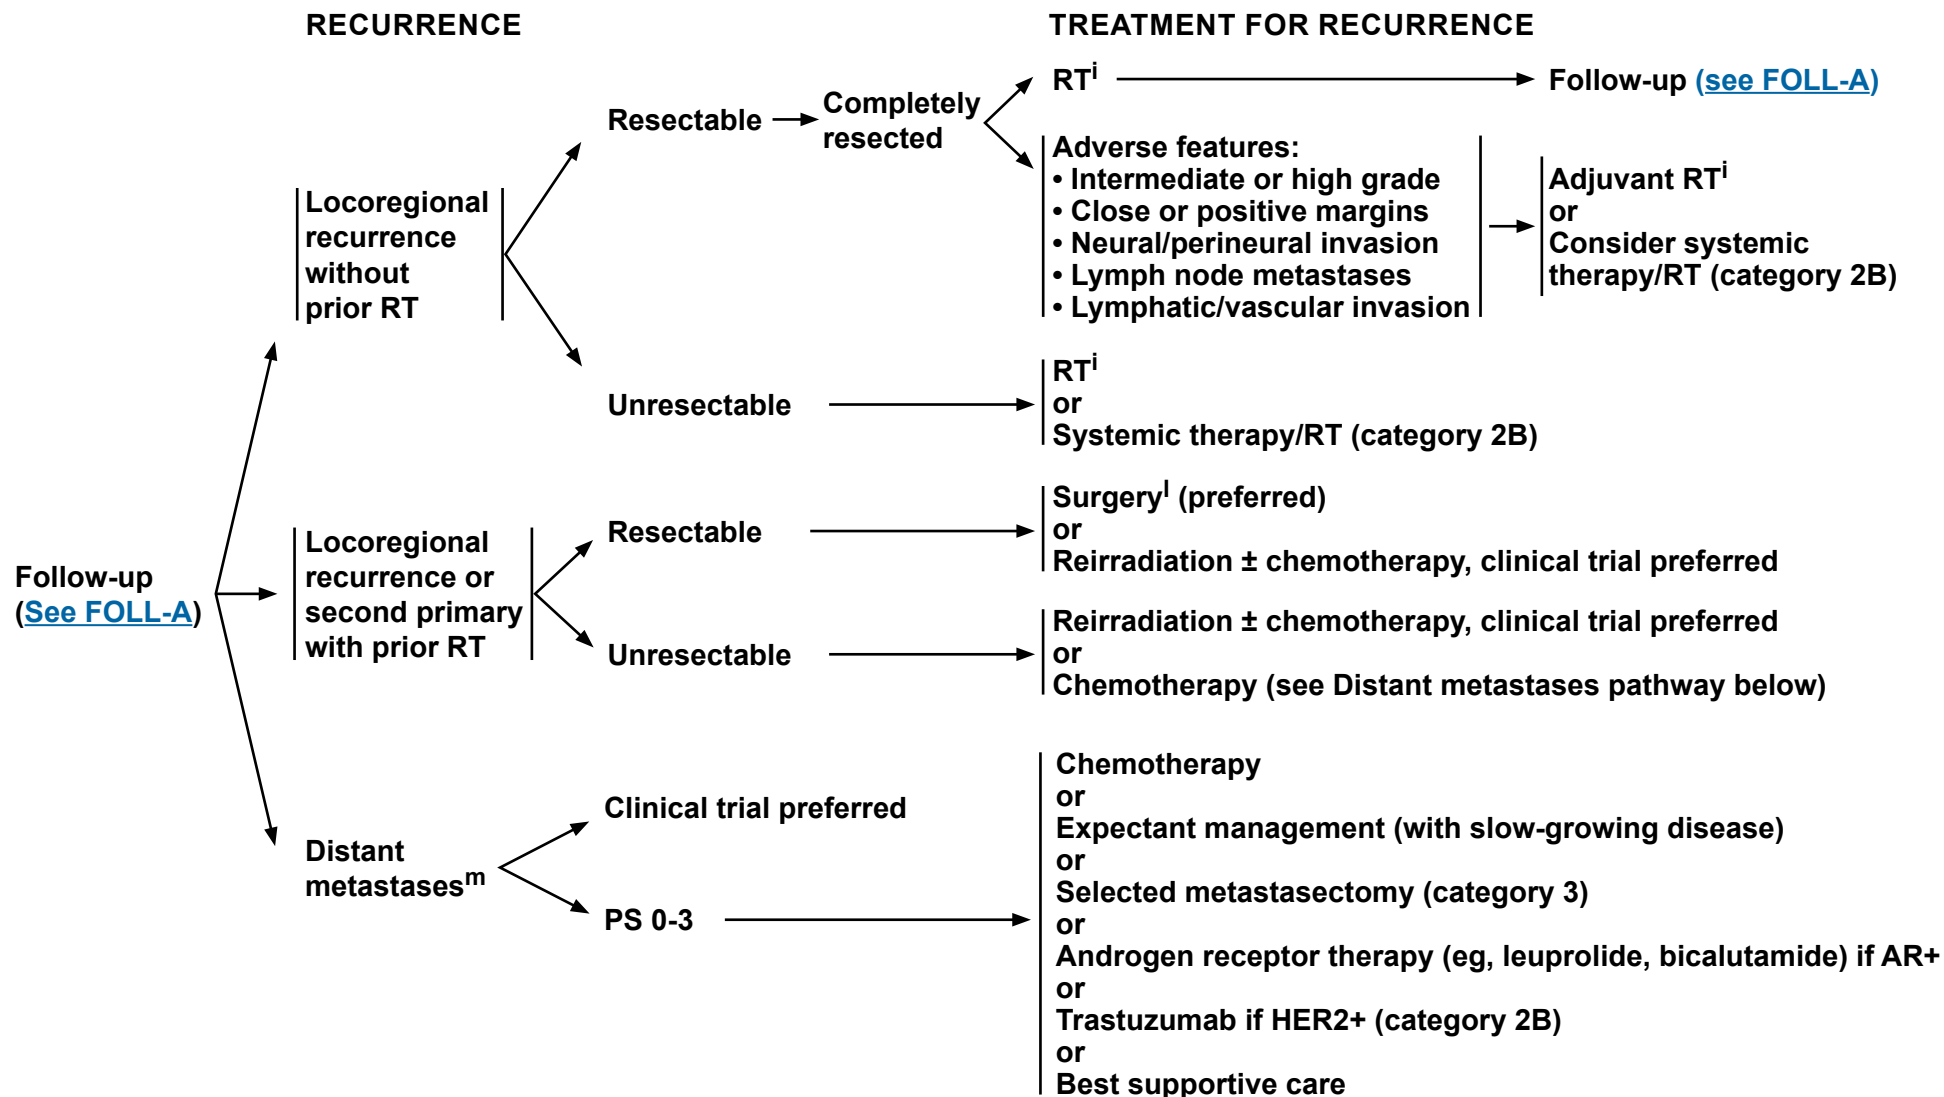 RECURRENCE
TREATMENT FOR RECURRENCE
Follow-up
(See FOLL-A)
Locoregional
recurrence
without
prior RT
Resectable
Completely
resected
RTⁱ
Follow-up (see FOLL-A)
Adverse features:
• Intermediate or high grade
• Close or positive margins
• Neural/perineural invasion
• Lymph node metastases
• Lymphatic/vascular invasion
Adjuvant RTⁱ
or
Consider systemic
therapy/RT (category 2B)
Unresectable
RTⁱ
or
Systemic therapy/RT (category 2B)
Locoregional
recurrence or
second primary
with prior RT
Resectable
Surgeryˡ (preferred)
or
Reirradiation ± chemotherapy, clinical trial preferred
Unresectable
Reirradiation ± chemotherapy, clinical trial preferred
or
Chemotherapy (see Distant metastases pathway below)
Distant
metastasesᵐ
Clinical trial preferred
PS 0-3
Chemotherapy
or
Expectant management (with slow-growing disease)
or
Selected metastasectomy (category 3)
or
Androgen receptor therapy (eg, leuprolide, bicalutamide) if AR+
or
Trastuzumab if HER2+ (category 2B)
or
Best supportive care